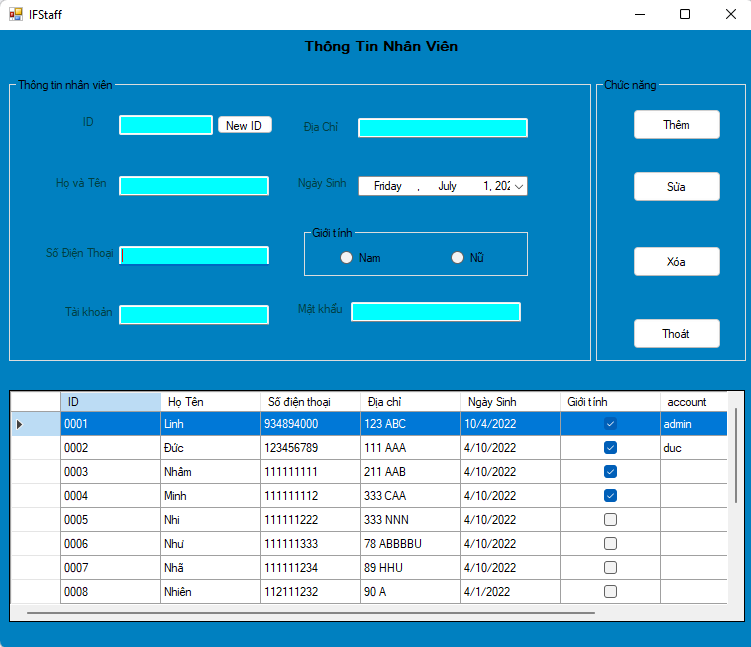 IFStaff
Thông Tin Nhân Viên
Thông tin nhân viên
Chức năng
ID
New ID
Địa Chỉ
Thêm
Họ và Tên
Ngày Sinh
Friday , July 1, 202
Sửa
Giới tính
Số Điện Thoại
Nam
Nữ
Xóa
Tài khoản
Mật khẩu
Thoát
ID Họ Tên Số điện thoại Địa chỉ Ngày Sinh Giới tính account
0001 Linh 934894000 123 ABC 10/4/2022 admin
0002 Đức 123456789 111 AAA 4/10/2022 duc
0003 Nhâm 111111111 211 AAB 4/10/2022
0004 Minh 111111112 333 CAA 4/10/2022
0005 Nhi 111111222 333 NNN 4/10/2022
0006 Như 111111333 78 ABBBBU 4/10/2022
0007 Nhã 111111234 89 HHU 4/10/2022
0008 Nhiên 112111232 90 A 4/1/2022